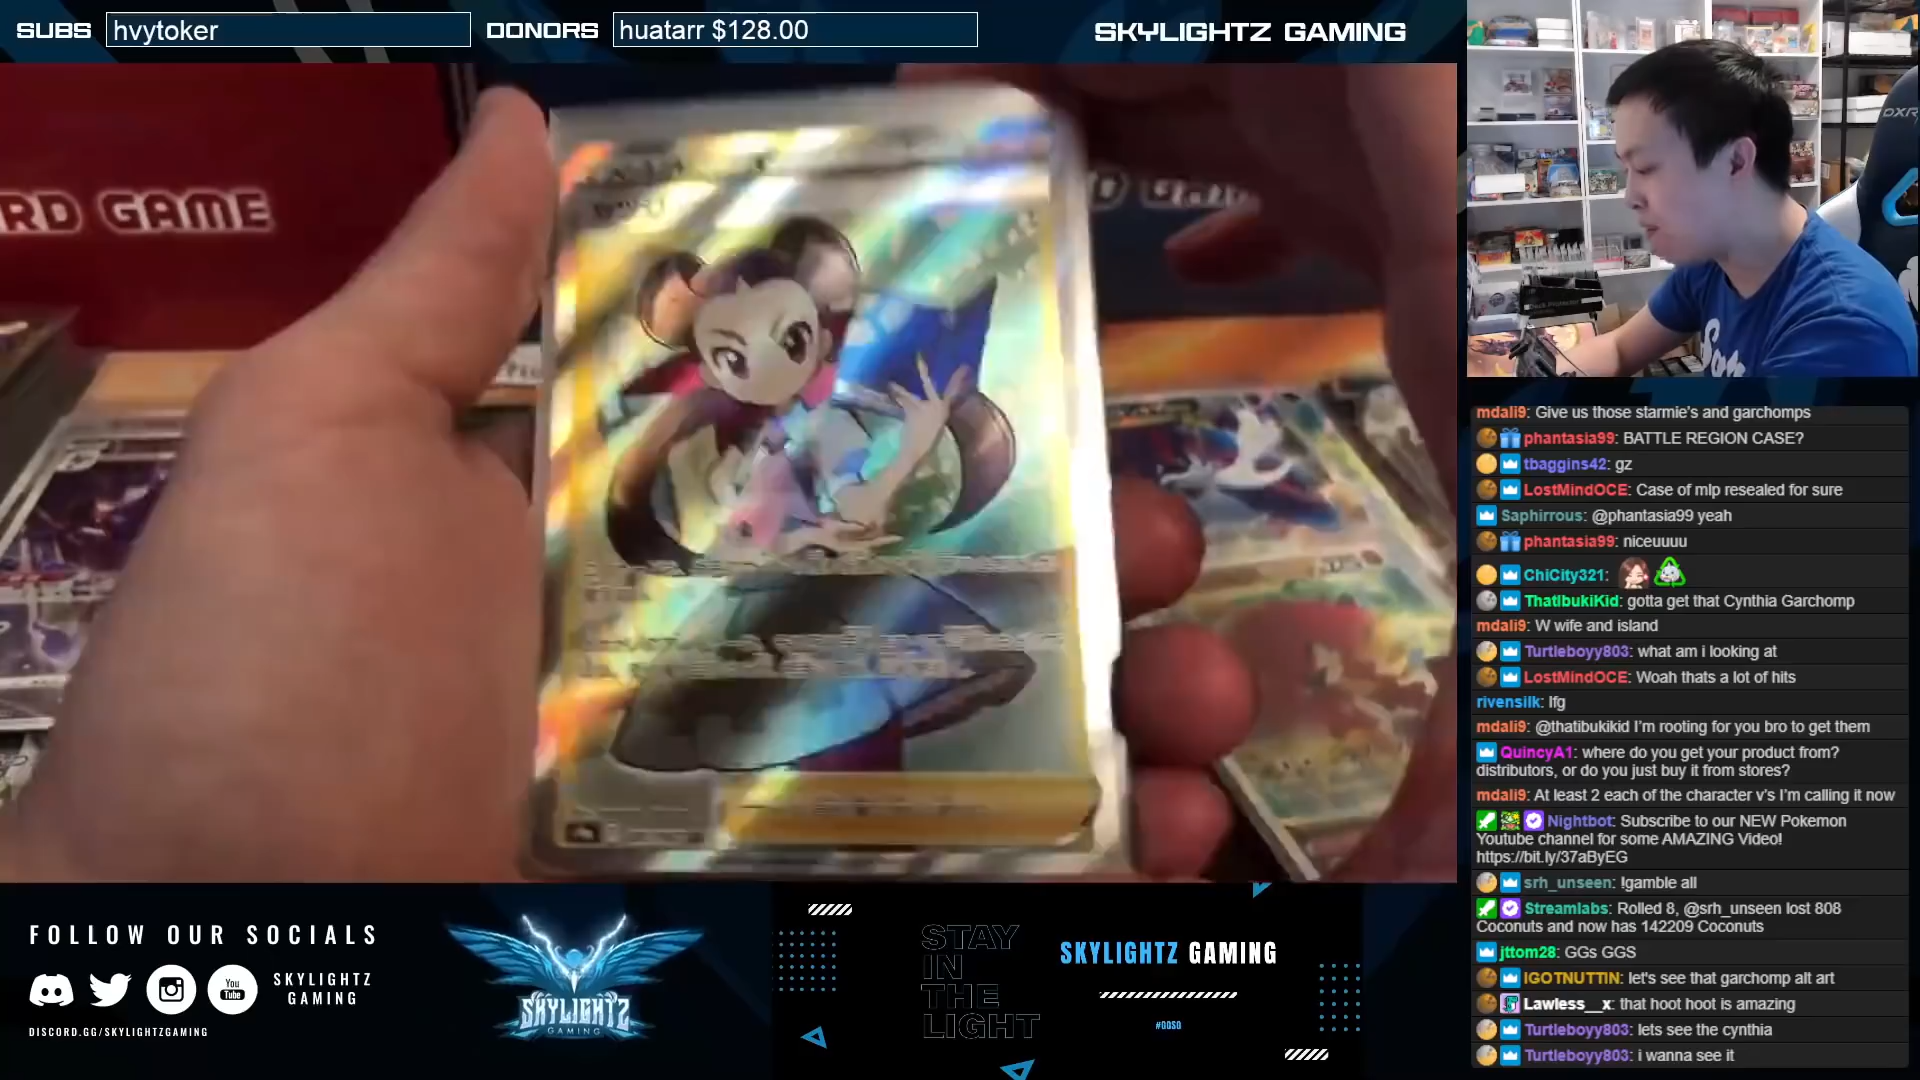 SUBS hvytoker DONORS huatarr $128.00 SKYLIGHTZ GAMING
DXR
RD GAME
RD GAME
mdali9: Give us those starmie's and garchomps
phantasia99: BATTLE REGION CASE?
tbaggins42: gz
LostMindOCE: Case of mlp resealed for sure
Saphirrous: @phantasia99 yeah
phantasia99: niceuuuu
ChiCity321:
ThatIbukiKid: gotta get that Cynthia Garchomp
mdali9: W wife and island
Turtleboyy803: what am i looking at
LostMindOCE: Woah thats a lot of hits
rivensilk: lfg
mdali9: @thatibukikid I'm rooting for you bro to get them
QuincyA1: where do you get your product from?
distributors, or do you just buy it from stores?
mdali9: At least 2 each of the character v's I'm calling it now
Nightbot: Subscribe to our NEW Pokemon
Youtube channel for some AMAZING Video!
https://bit.ly/37aByEG
srh_unseen: !gamble all
Streamlabs: Rolled 8, @srh_unseen lost 808
Coconuts and now has 142209 Coconuts
jttom28: GGs GGS
IGOTNUTTIN: let's see that garchomp alt art
Lawless__x: that hoot hoot is amazing
Turtleboyy803: lets see the cynthia
Turtleboyy803: i wanna see it
FOLLOW OUR SOCIALS
You
Tube
SKYLIGHTZ
GAMING
DISCORD.GG/SKYLIGHTZGAMING
SKYLIGHTZ
GAMING
STAY
IN
THE
LIGHT
SKYLIGHTZ GAMING
#GOSO